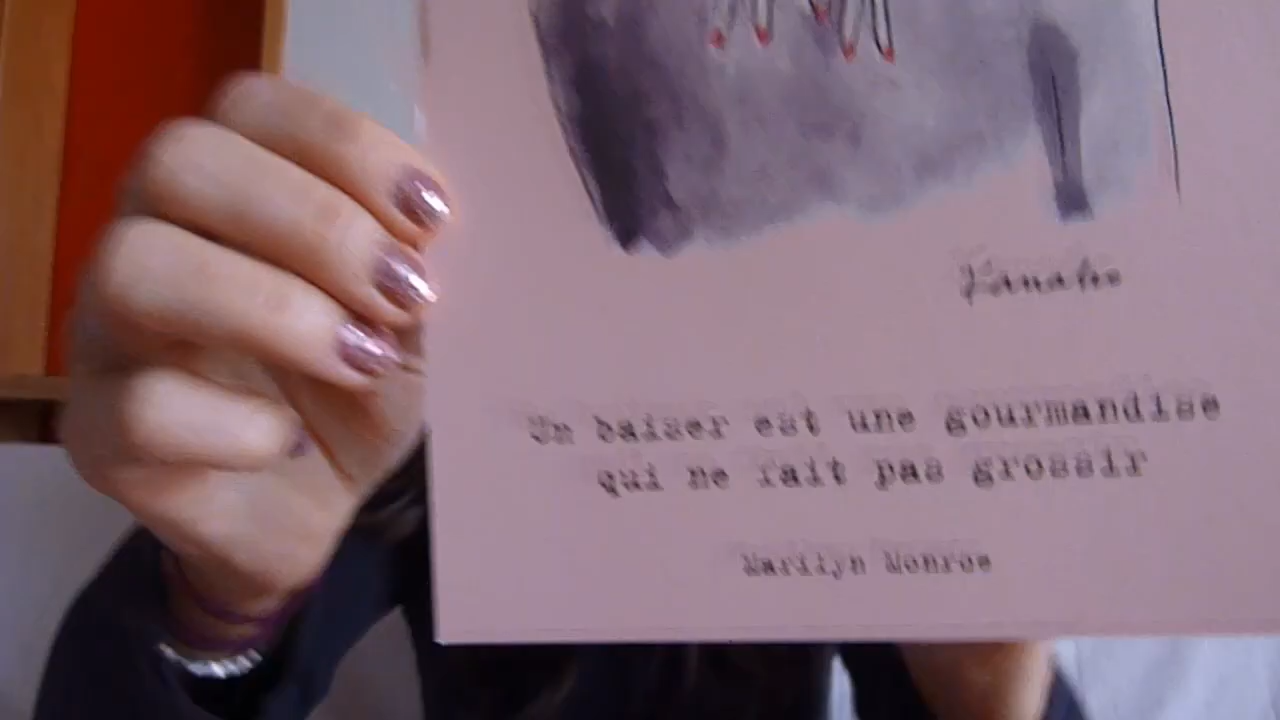 Un baiser est une gourmandise
qui ne fait pas grossir
Marilyn Monroe